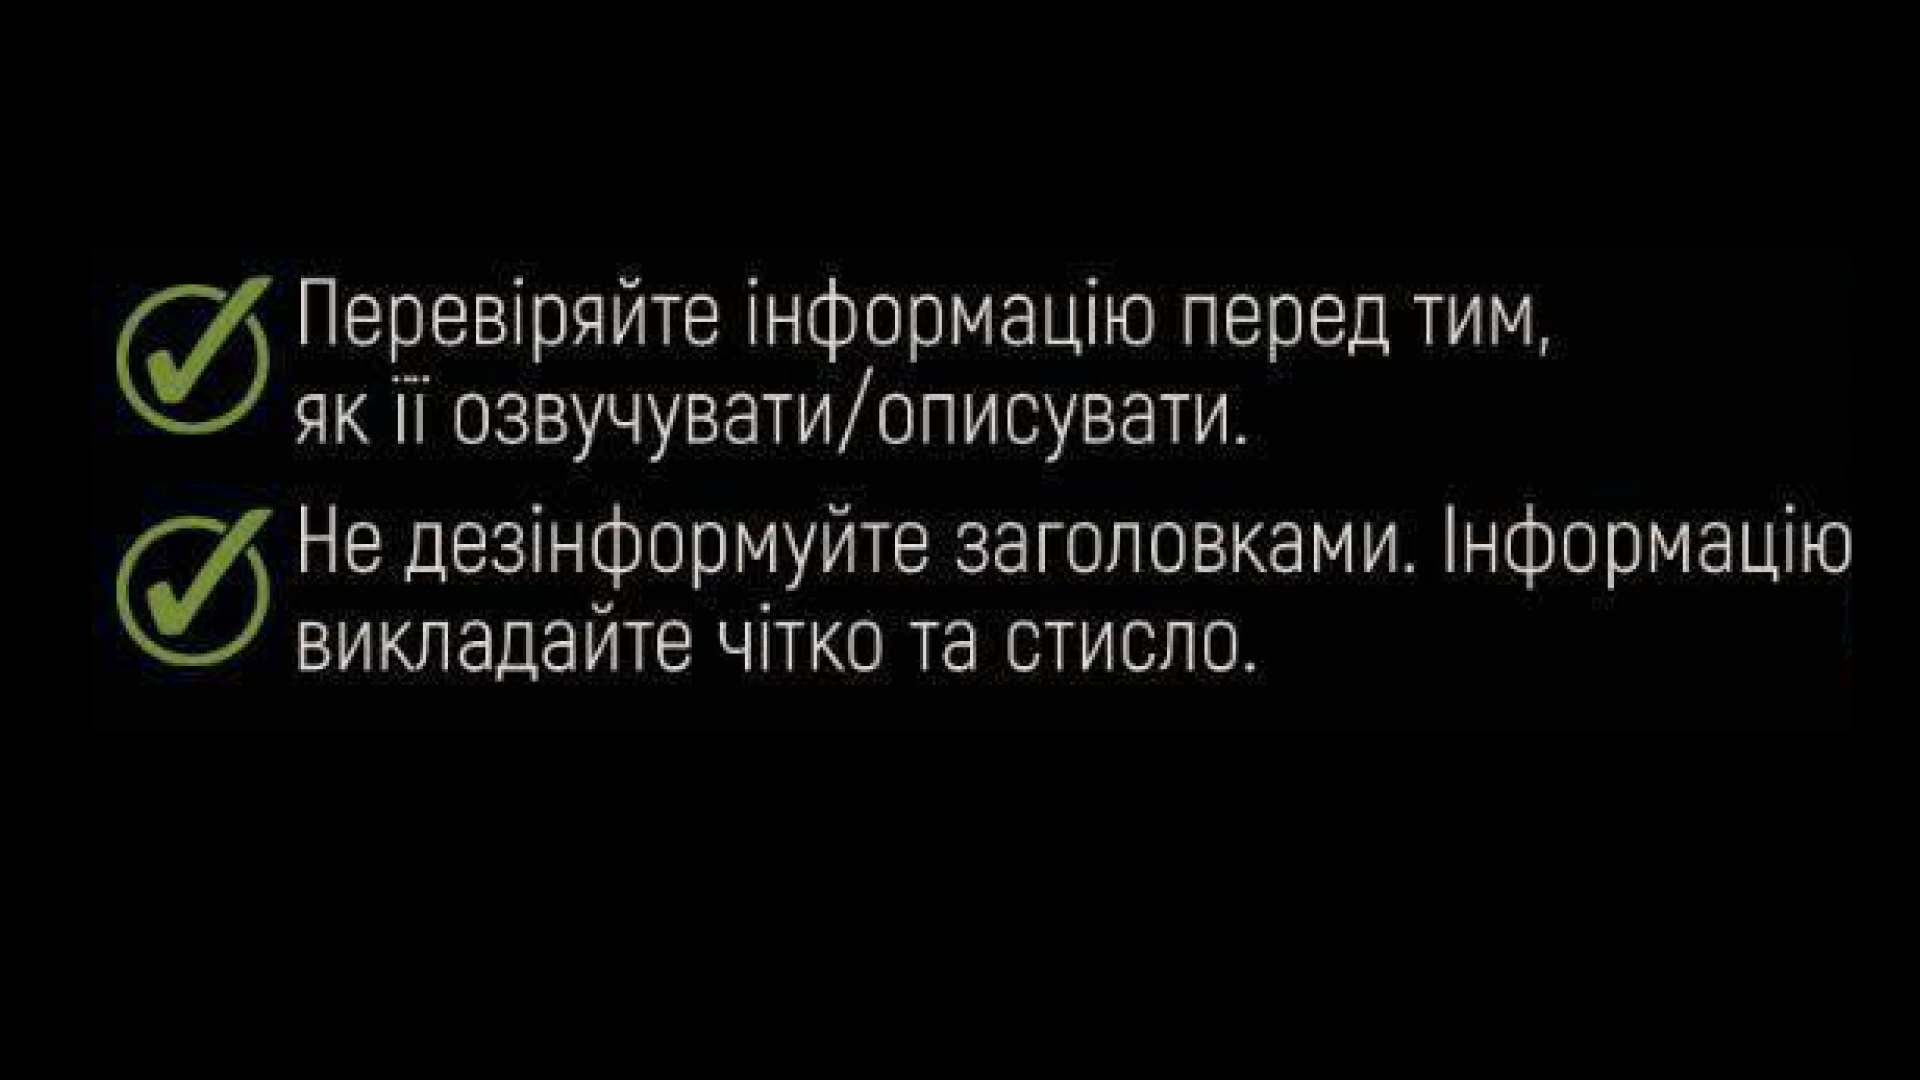 Перевіряйте інформацію перед тим,
як її озвучувати/описувати.
Не дезінформуйте заголовками. Інформацію
викладайте чітко та стисло.